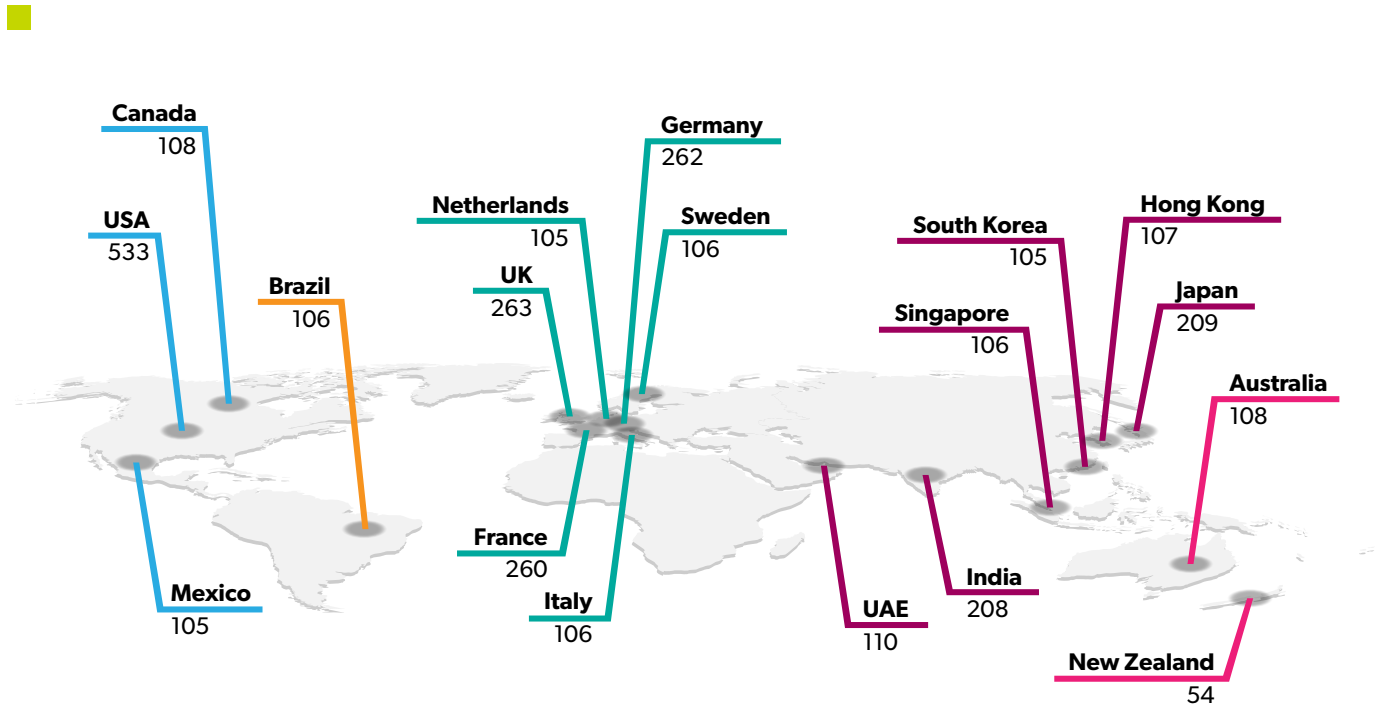 Canada
108
USA
533
Brazil
106
Mexico
105
Germany
262
Netherlands
105
Sweden
106
UK
263
France
260
Italy
106
South Korea
105
Hong Kong
107
Singapore
106
Japan
209
UAE
110
India
208
Australia
108
New Zealand
54